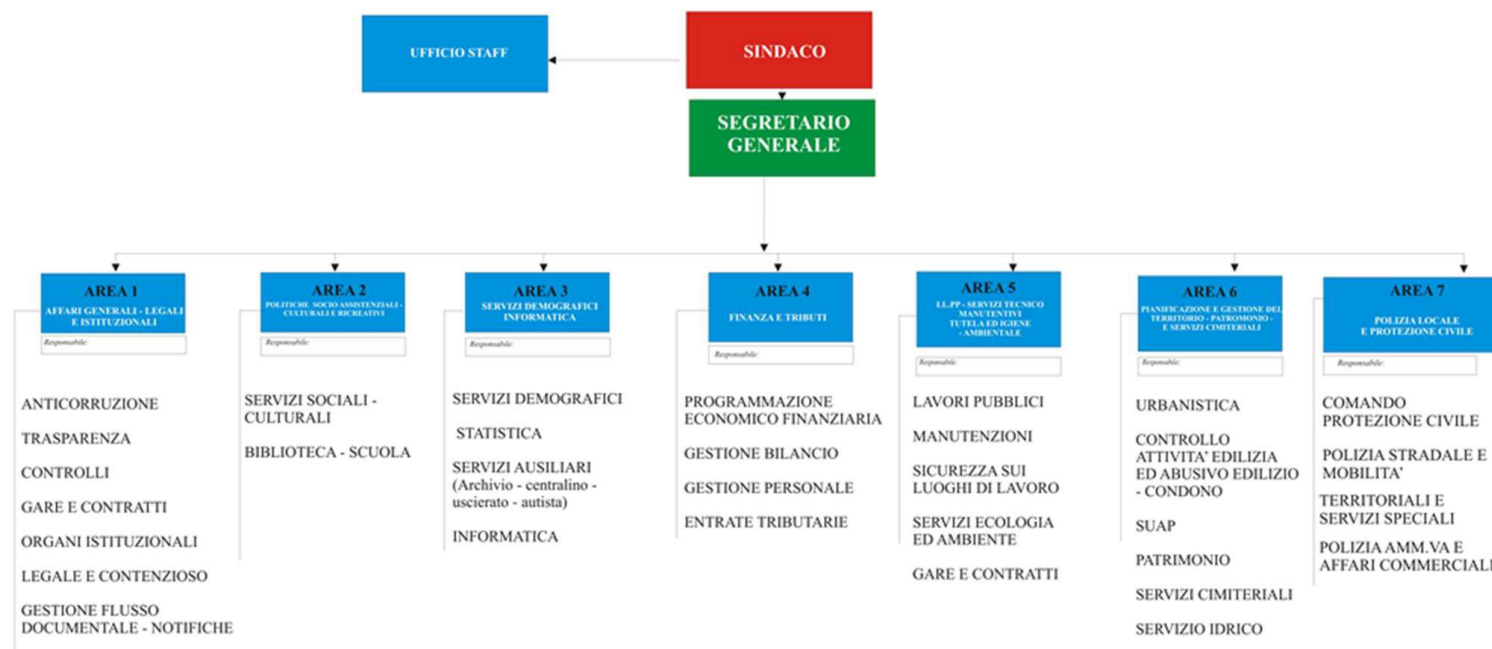 UFFICIO STAFF
SINDACO
SEGRETARIO
GENERALE
AREA 1
AFFARI GENERALI - LEGALI
E ISTITUZIONALI
Responsabile:
ANTICORRUZIONE
TRASPARENZA
CONTROLLI
GARE E CONTRATTI
ORGANI ISTITUZIONALI
LEGALE E CONTENZIOSO
GESTIONE FLUSSO
DOCUMENTALE - NOTIFICHE
AREA 2
POLITICHE SOCIO ASSISTENZIALI -
CULTURALI E RICREATIVI
Responsabile:
SERVIZI SOCIALI -
CULTURALI
BIBLIOTECA - SCUOLA
AREA 3
SERVIZI DEMOGRAFICI
INFORMATICA
Responsabile:
SERVIZI DEMOGRAFICI
STATISTICA
SERVIZI AUSILIARI
(Archivio - centralino -
uscierato - autista)
INFORMATICA
AREA 4
FINANZA E TRIBUTI
Responsabile:
PROGRAMMAZIONE
ECONOMICO FINANZIARIA
GESTIONE BILANCIO
GESTIONE PERSONALE
ENTRATE TRIBUTARIE
AREA 5
LL.PP - SERVIZI TECNICO
MANUTENTIVI
TUTELA ED IGIENE
- AMBIENTALE
Responsabile:
LAVORI PUBBLICI
MANUTENZIONI
SICUREZZA SUI
LUOGHI DI LAVORO
SERVIZI ECOLOGIA
ED AMBIENTE
GARE E CONTRATTI
AREA 6
PIANIFICAZIONE E GESTIONE DEL
TERRITORIO - PATROMONIO -
E SERVIZI CIMITERIALI
Responsabile:
URBANISTICA
CONTROLLO
ATTIVITA' EDILIZIA
ED ABUSIVO EDILIZIO
- CONDONO
SUAP
PATRIMONIO
SERVIZI CIMITERIALI
SERVIZIO IDRICO
AREA 7
POLIZIA LOCALE
E PROTEZIONE CIVILE
Responsabile:
COMANDO
PROTEZIONE CIVILE
POLIZIA STRADALE E
MOBILITA'
TERRITORIALI E
SERVIZI SPECIALI
POLIZIA AMM.VA E
AFFARI COMMERCIALI